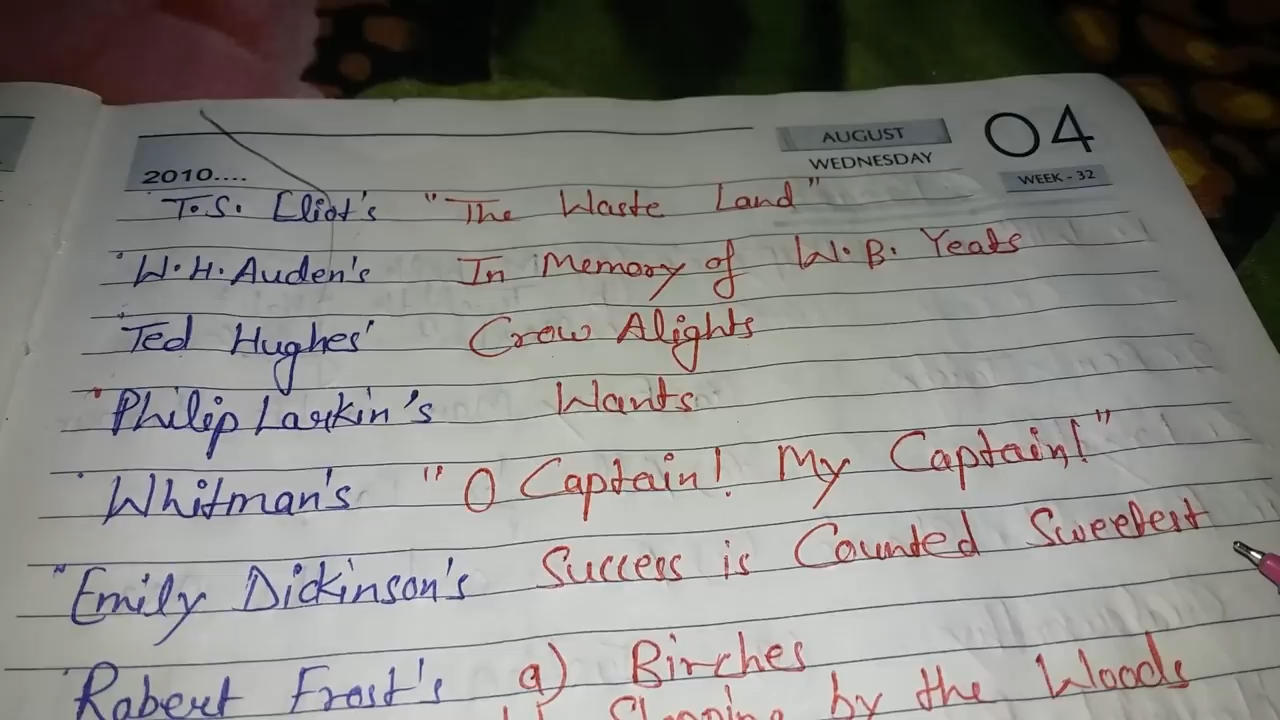 AUGUST 04
2010.... WEDNESDAY WEEK - 32
T.S. Eliot's "The Waste Land"
W.H. Auden's In Memory of W.B. Yeats
Ted Hughes' Crow Alights
Philip Larkin's Wants
Whitman's "O Captain! My Captain!"
Emily Dickinson's Success is Counted Sweetest
Robert Frost's a) Birches
by the Woods